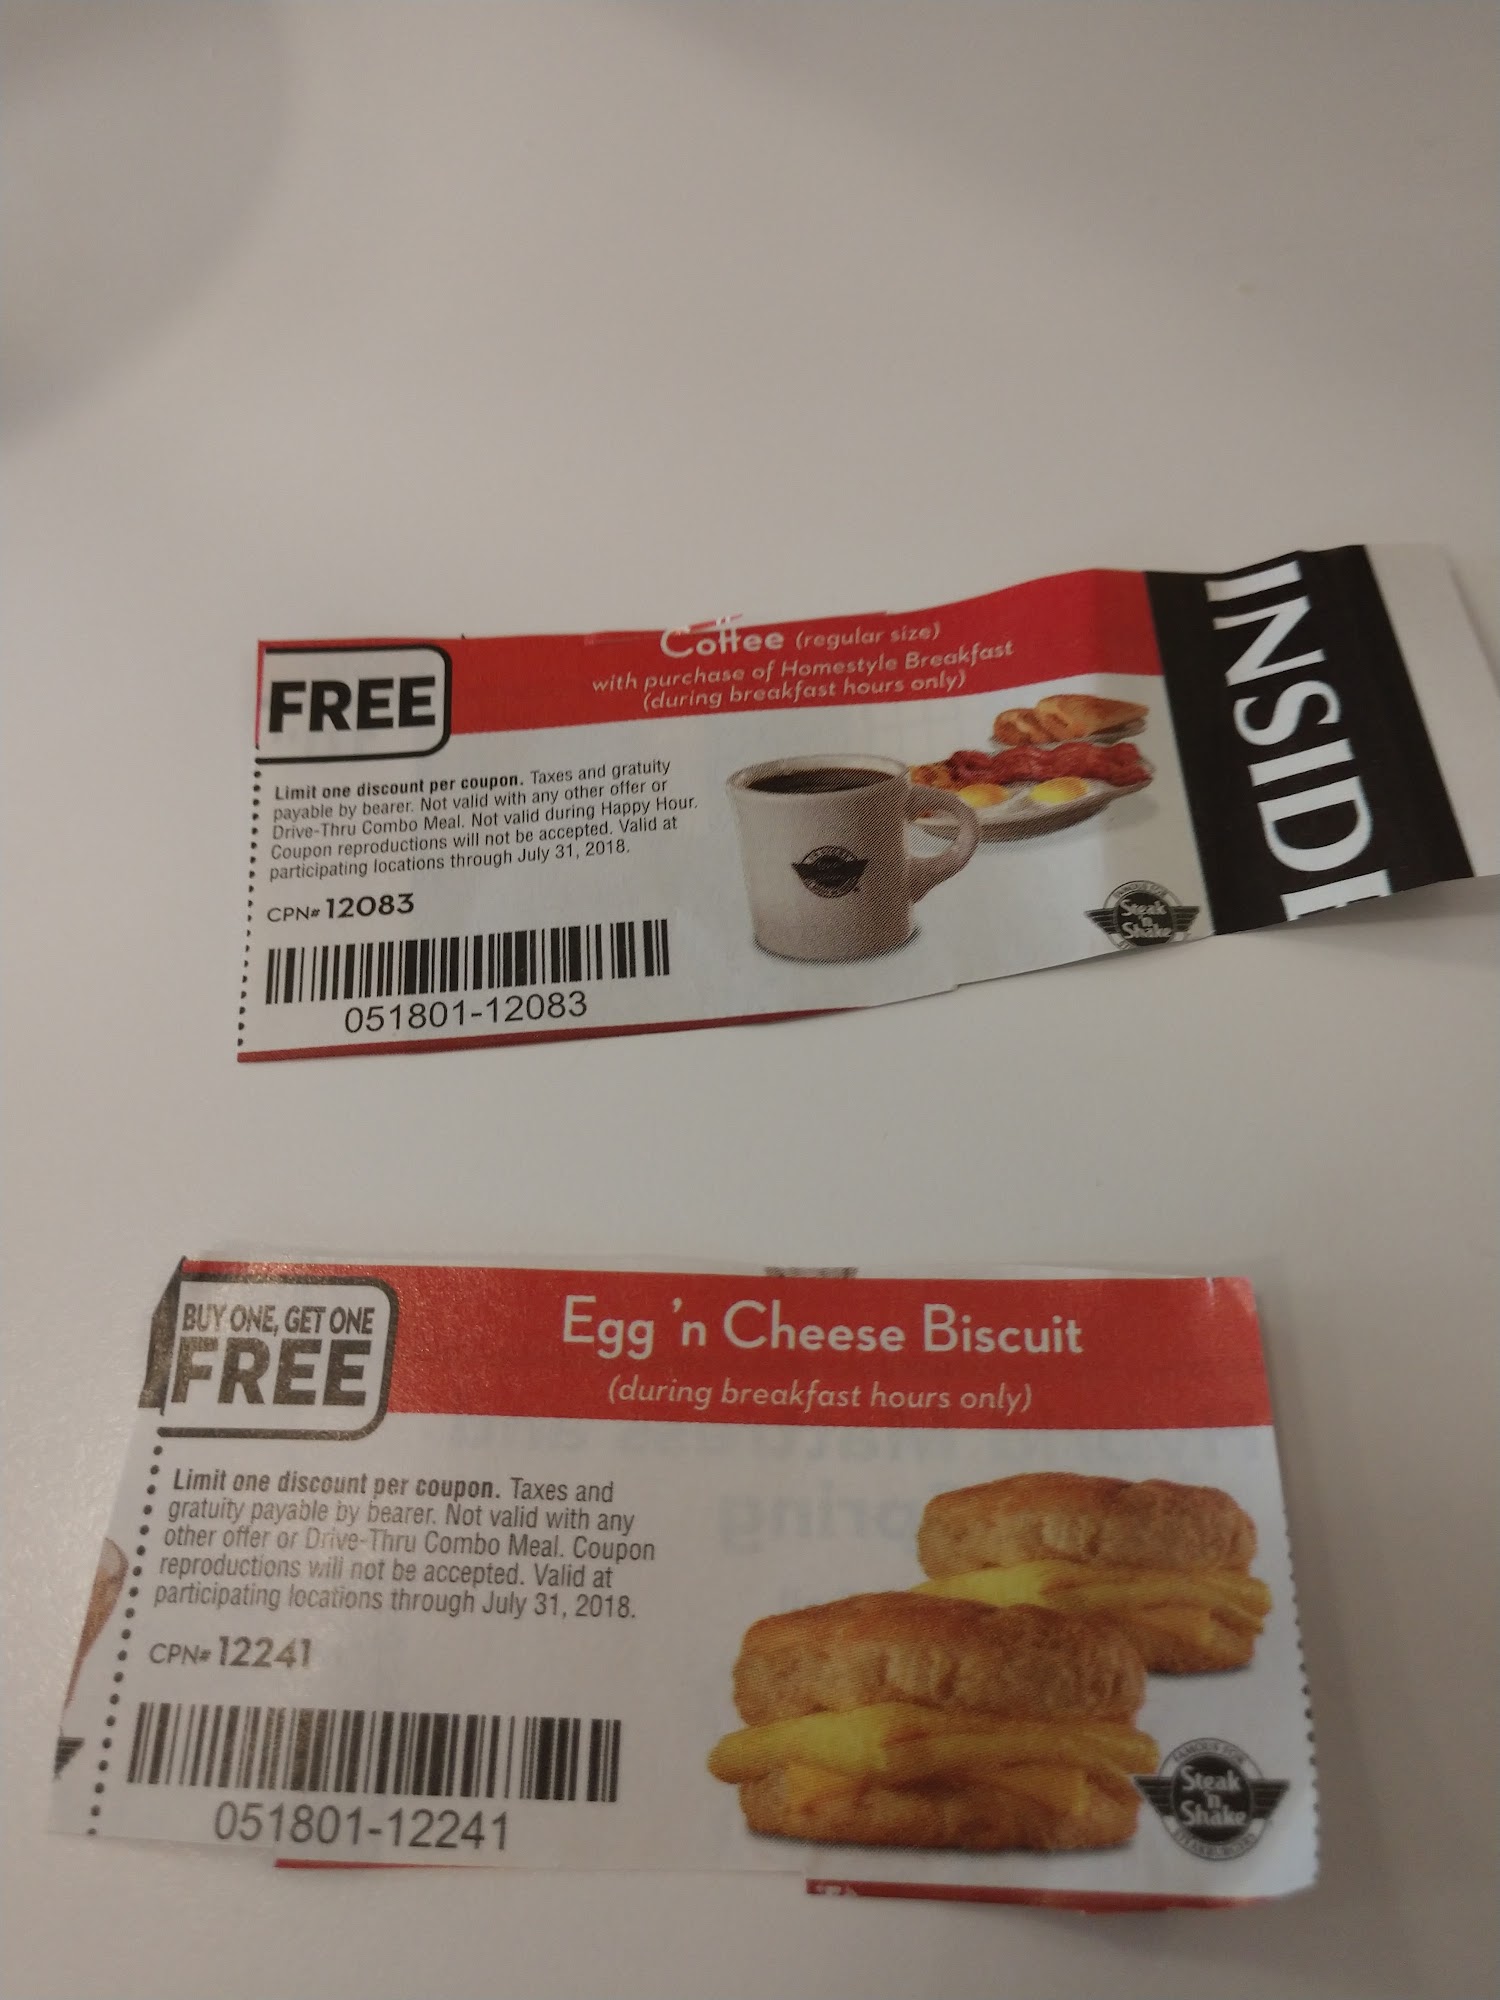 FREE
Coffee (regular size)
with purchase of Homestyle Breakfast
(during breakfast hours only)
Limit one discount per coupon. Taxes and gratuity
payable by bearer. Not valid with any other offer or
Drive-Thru Combo Meal. Not valid during Happy Hour.
Coupon reproductions will not be accepted. Valid at
participating locations through July 31, 2018.
CPN# 12083
051801-12083
FAMOUS FOR
Steak
'n
Shake
INSIDE
BUY ONE, GET ONE
FREE
Egg 'n Cheese Biscuit
(during breakfast hours only)
Limit one discount per coupon. Taxes and
gratuity payable by bearer. Not valid with any
other offer or Drive-Thru Combo Meal. Coupon
reproductions will not be accepted. Valid at
participating locations through July 31, 2018.
CPN# 12241
051801-12241
FAMOUS FOR
Steak
'n
Shake
STEAKBURGERS